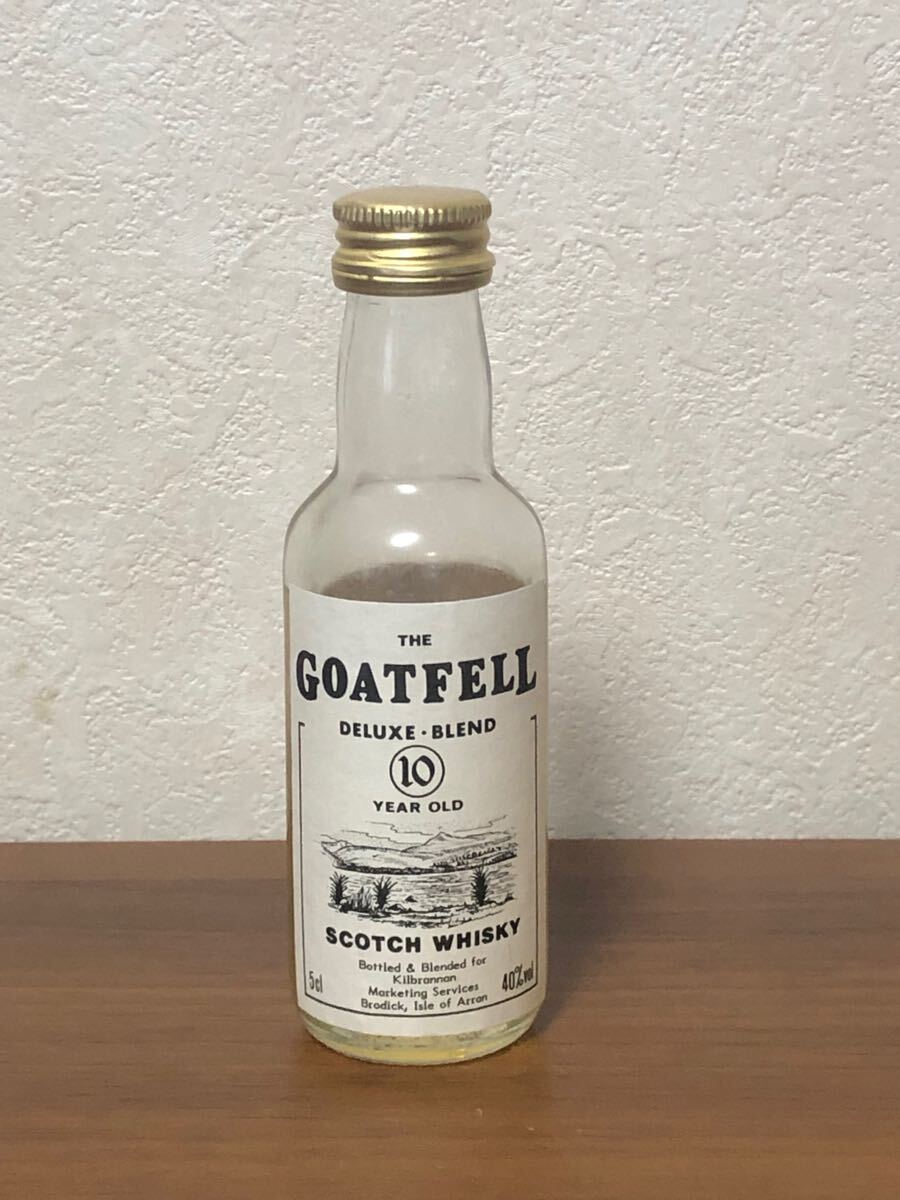 THE
GOATFELL
DELUXE · BLEND
10
YEAR OLD
SCOTCH WHISKY
Bottled & Blended for
Kilbrannan
Marketing Services
Brodick, Isle of Arran
5cl
40%vol